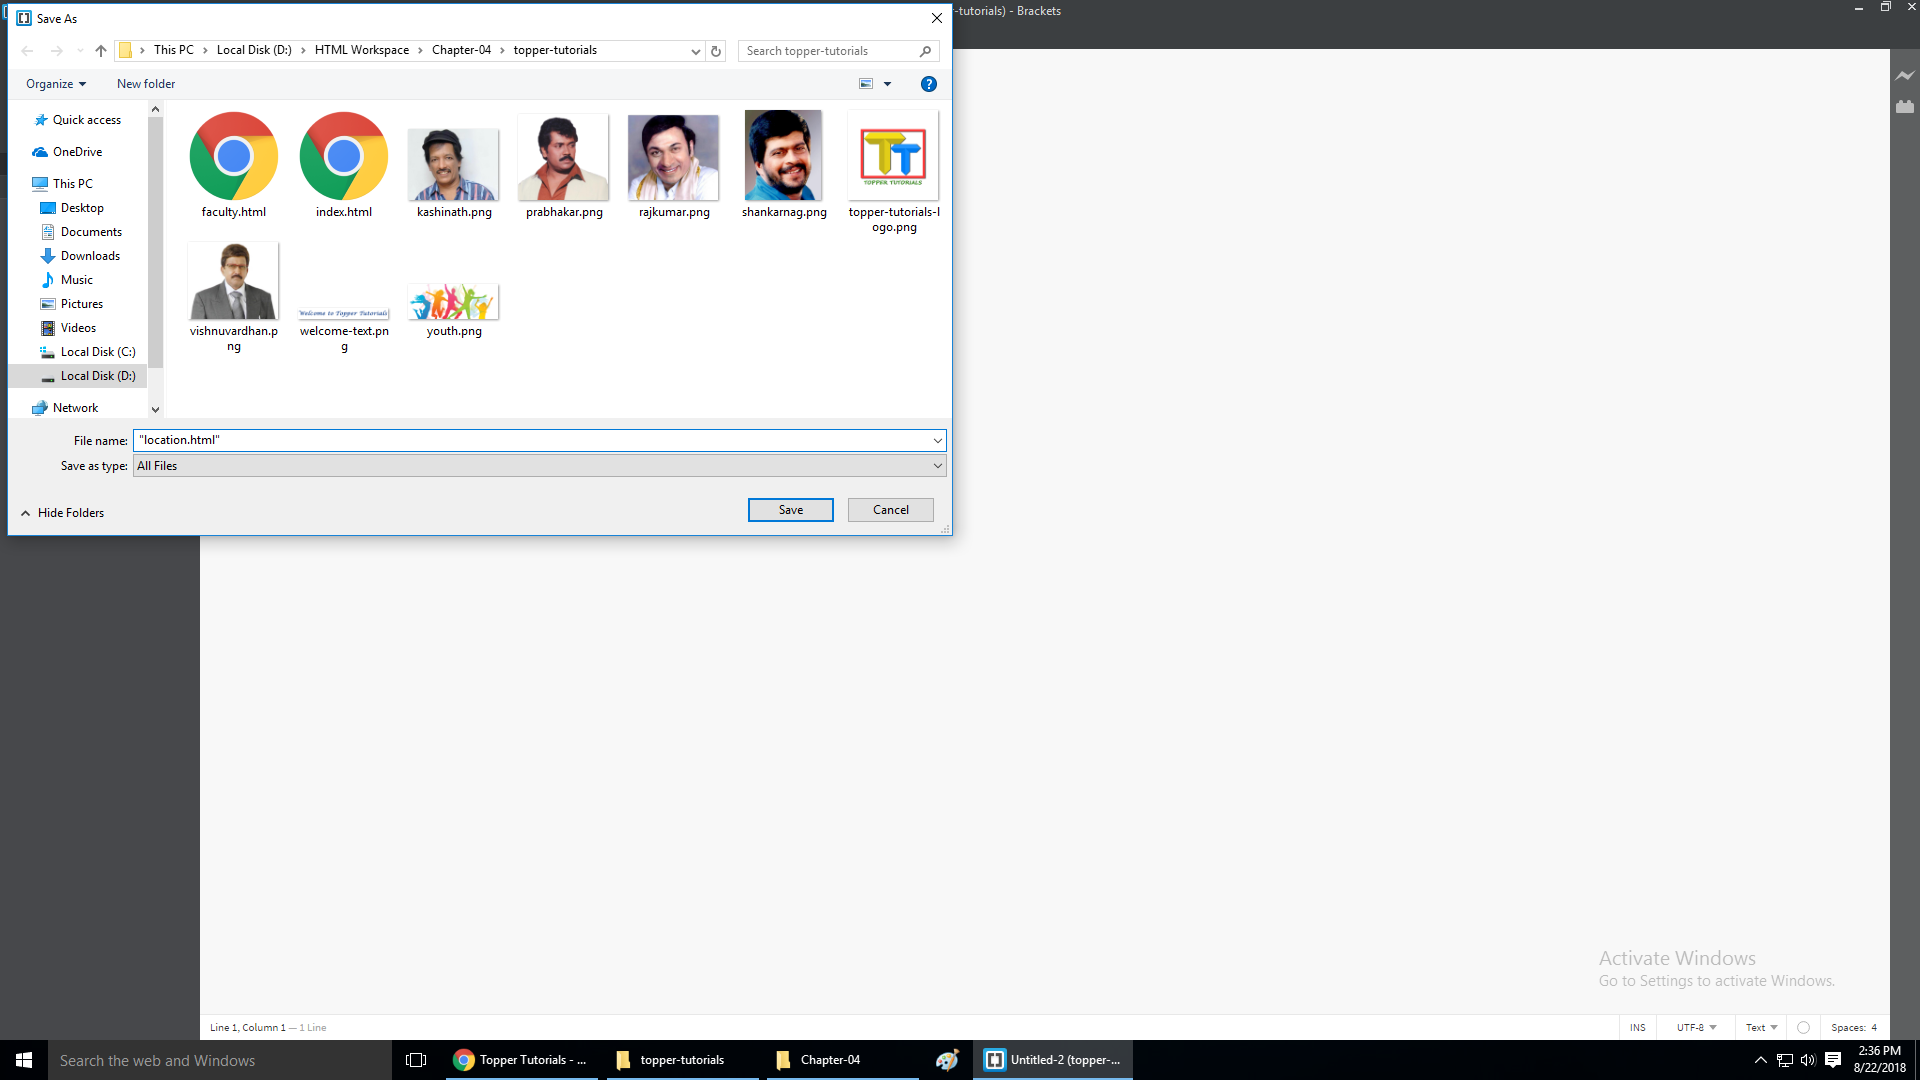 Save As
-tutorials) - Brackets
This PC > Local Disk (D:) > HTML Workspace > Chapter-04 > topper-tutorials
Search topper-tutorials
Organize
New folder
Quick access
OneDrive
This PC
Desktop
Documents
Downloads
Music
Pictures
Videos
Local Disk (C:)
Local Disk (D:)
Network
TT
TOPPER TUTORIALS
faculty.html
index.html
kashinath.png
prabhakar.png
rajkumar.png
shankarnag.png
topper-tutorials-l
ogo.png
Welcome to Topper Tutorials
vishnuvardhan.p
ng
welcome-text.pn
g
youth.png
File name: "location.html"
Save as type: All Files
Hide Folders
Save
Cancel
Activate Windows
Go to Settings to activate Windows.
Line 1, Column 1 — 1 Line
INS
UTF-8
Text
Spaces: 4
Search the web and Windows
Topper Tutorials - ...
topper-tutorials
Chapter-04
Untitled-2 (topper-...
2:36 PM
8/22/2018